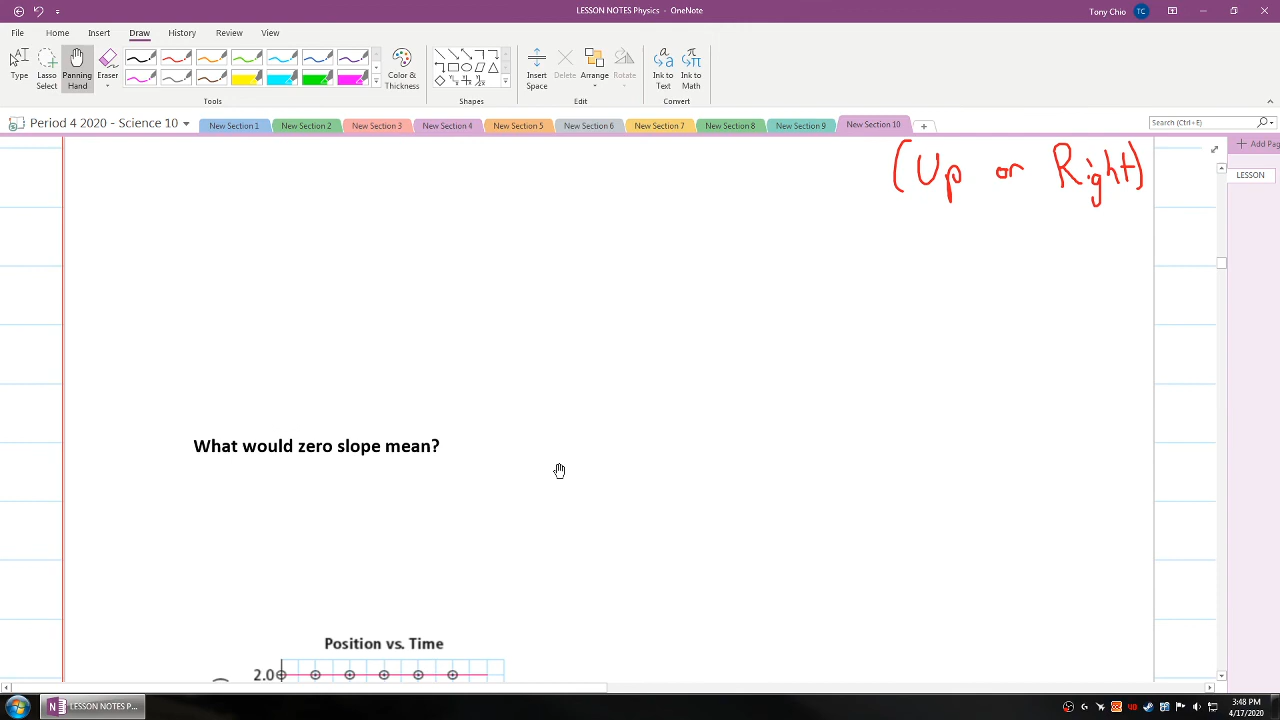 LESSON NOTES Physics - OneNote
Tony Chio TC
File Home Insert Draw History Review View
Type
Lasso Select
Panning Hand
Eraser
Color & Thickness
Insert Space
Delete
Arrange
Rotate
Ink to Text
Ink to Math
Tools Shapes Edit Convert
Period 4 2020 - Science 10
New Section 1 New Section 2 New Section 3 New Section 4 New Section 5 New Section 6 New Section 7 New Section 8 New Section 9 New Section 10
Search (Ctrl+E)
Add Pag
LESSON
(Up or Right)
What would zero slope mean?
Position vs. Time
2.0
LESSON NOTES P...
3:48 PM
4/17/2020